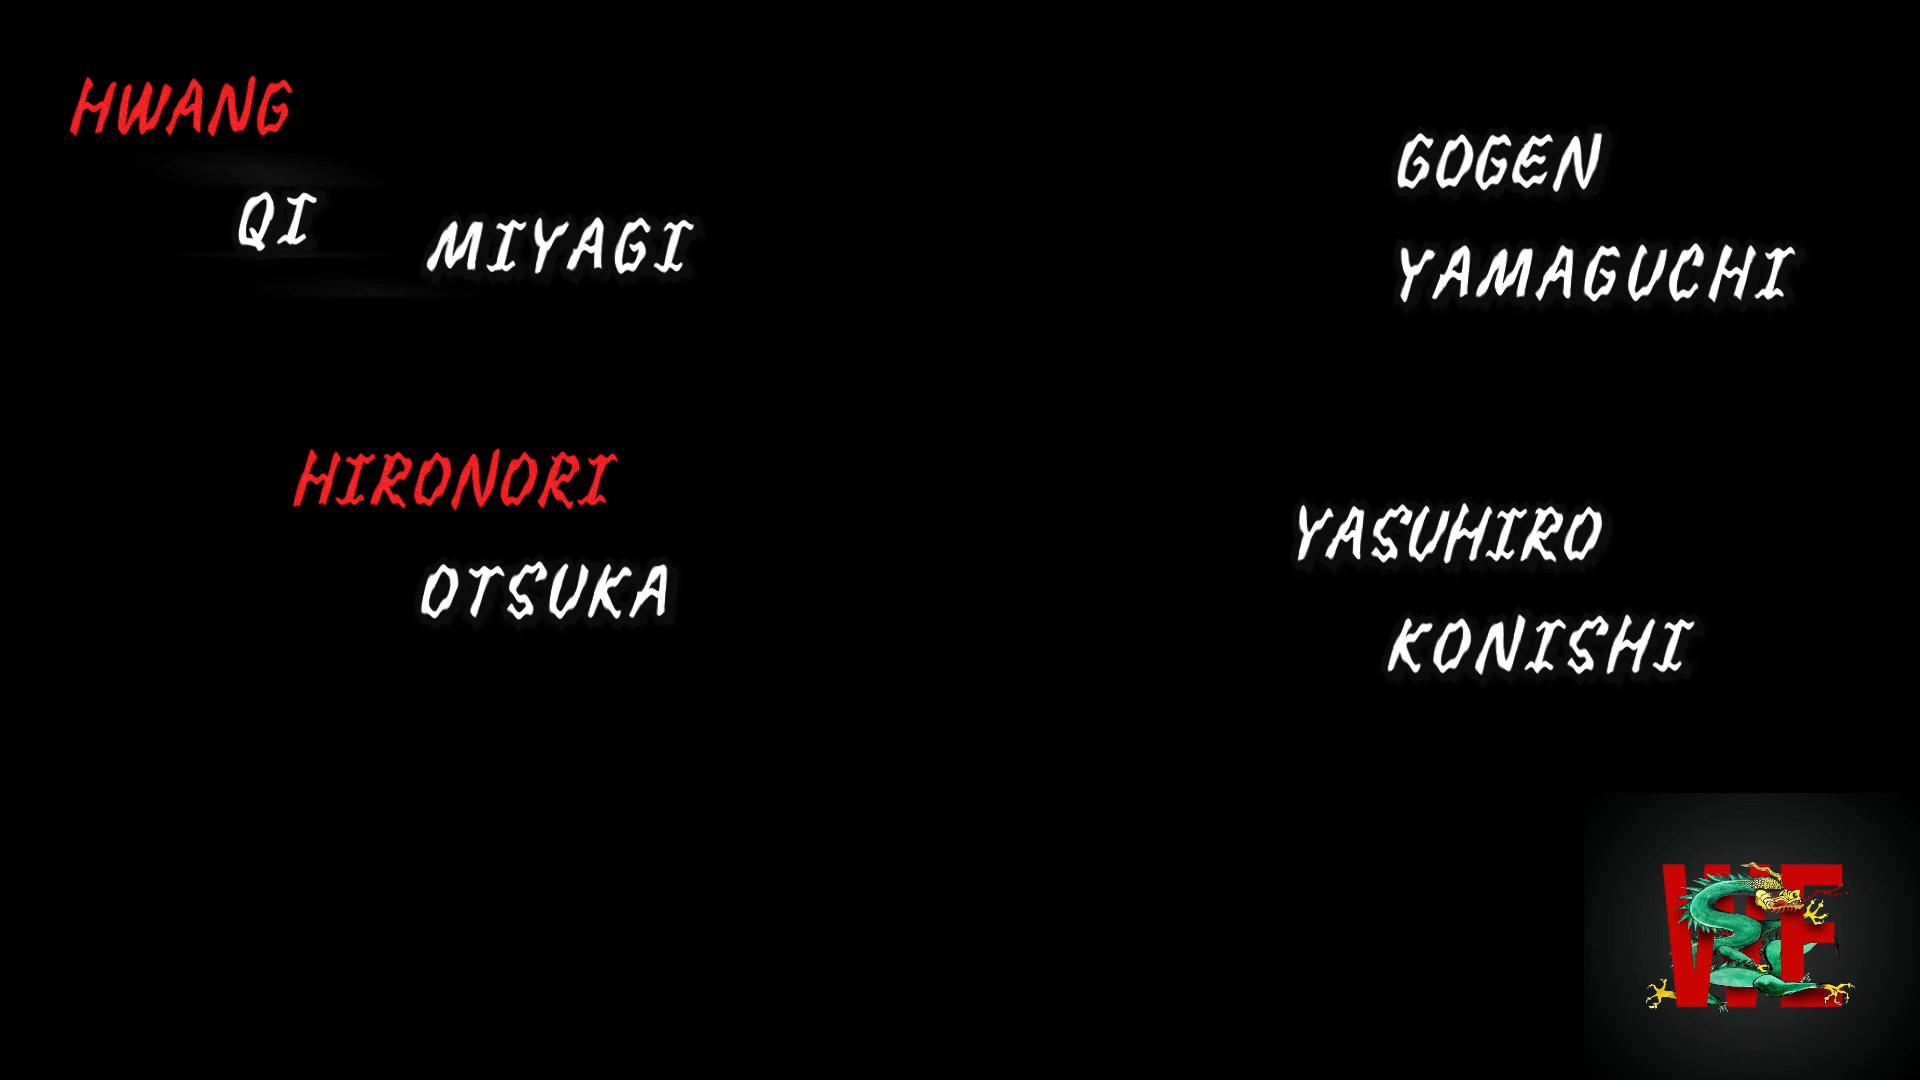 HWANG
QI
MIYAGI
GOGEN
YAMAGUCHI
HIRONORI
OTSUKA
YASUHIRO
KONISHI